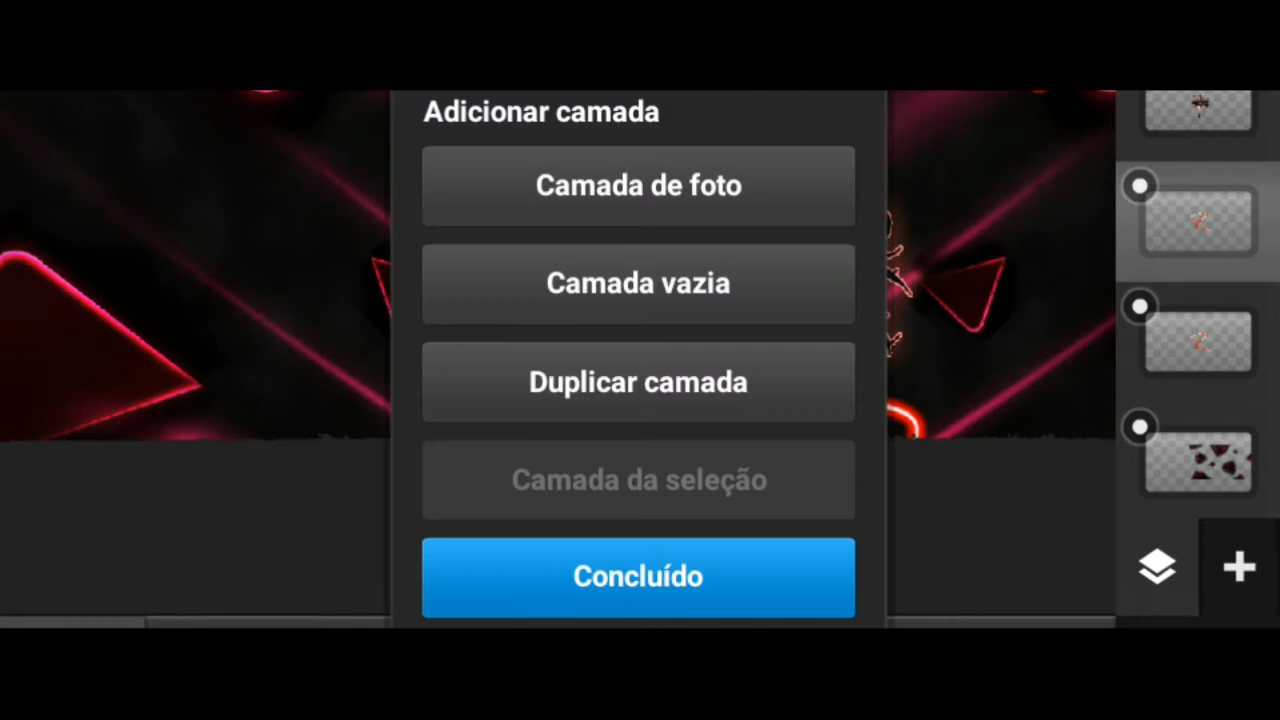 Adicionar camada
Camada de foto
Camada vazia
Duplicar camada
Camada da seleção
Concluído